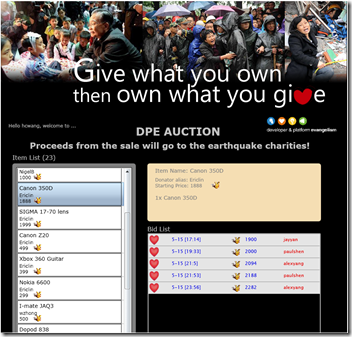 Give what you own
then own what you give
Hello howang, welcome to ...
developer & platform evangelism
DPE AUCTION
Proceeds from the sale will go to the earthquake charities!
Item List (23)
Nigel8
1000
Canon 350D
Ericlin
1888
SIGMA 17-70 lens
Ericlin
1999
Canon Z20
Ericlin
499
Xbox 360 Guitar
Ericlin
399
Nokia 6600
Ericlin
299
I-mate JAQ3
wzhong
500
Dopod 838
Item Name: Canon 350D
Donator alias: Ericlin
Starting Price: 1888
1x Canon 350D
Bid List
5-15 [17:14] 1900 jaysan
5-15 [19:33] 2000 paulshen
5-15 [21:5] 2094 alexyang
5-15 [21:53] 2188 paulshen
5-15 [23:56] 2282 alexyang